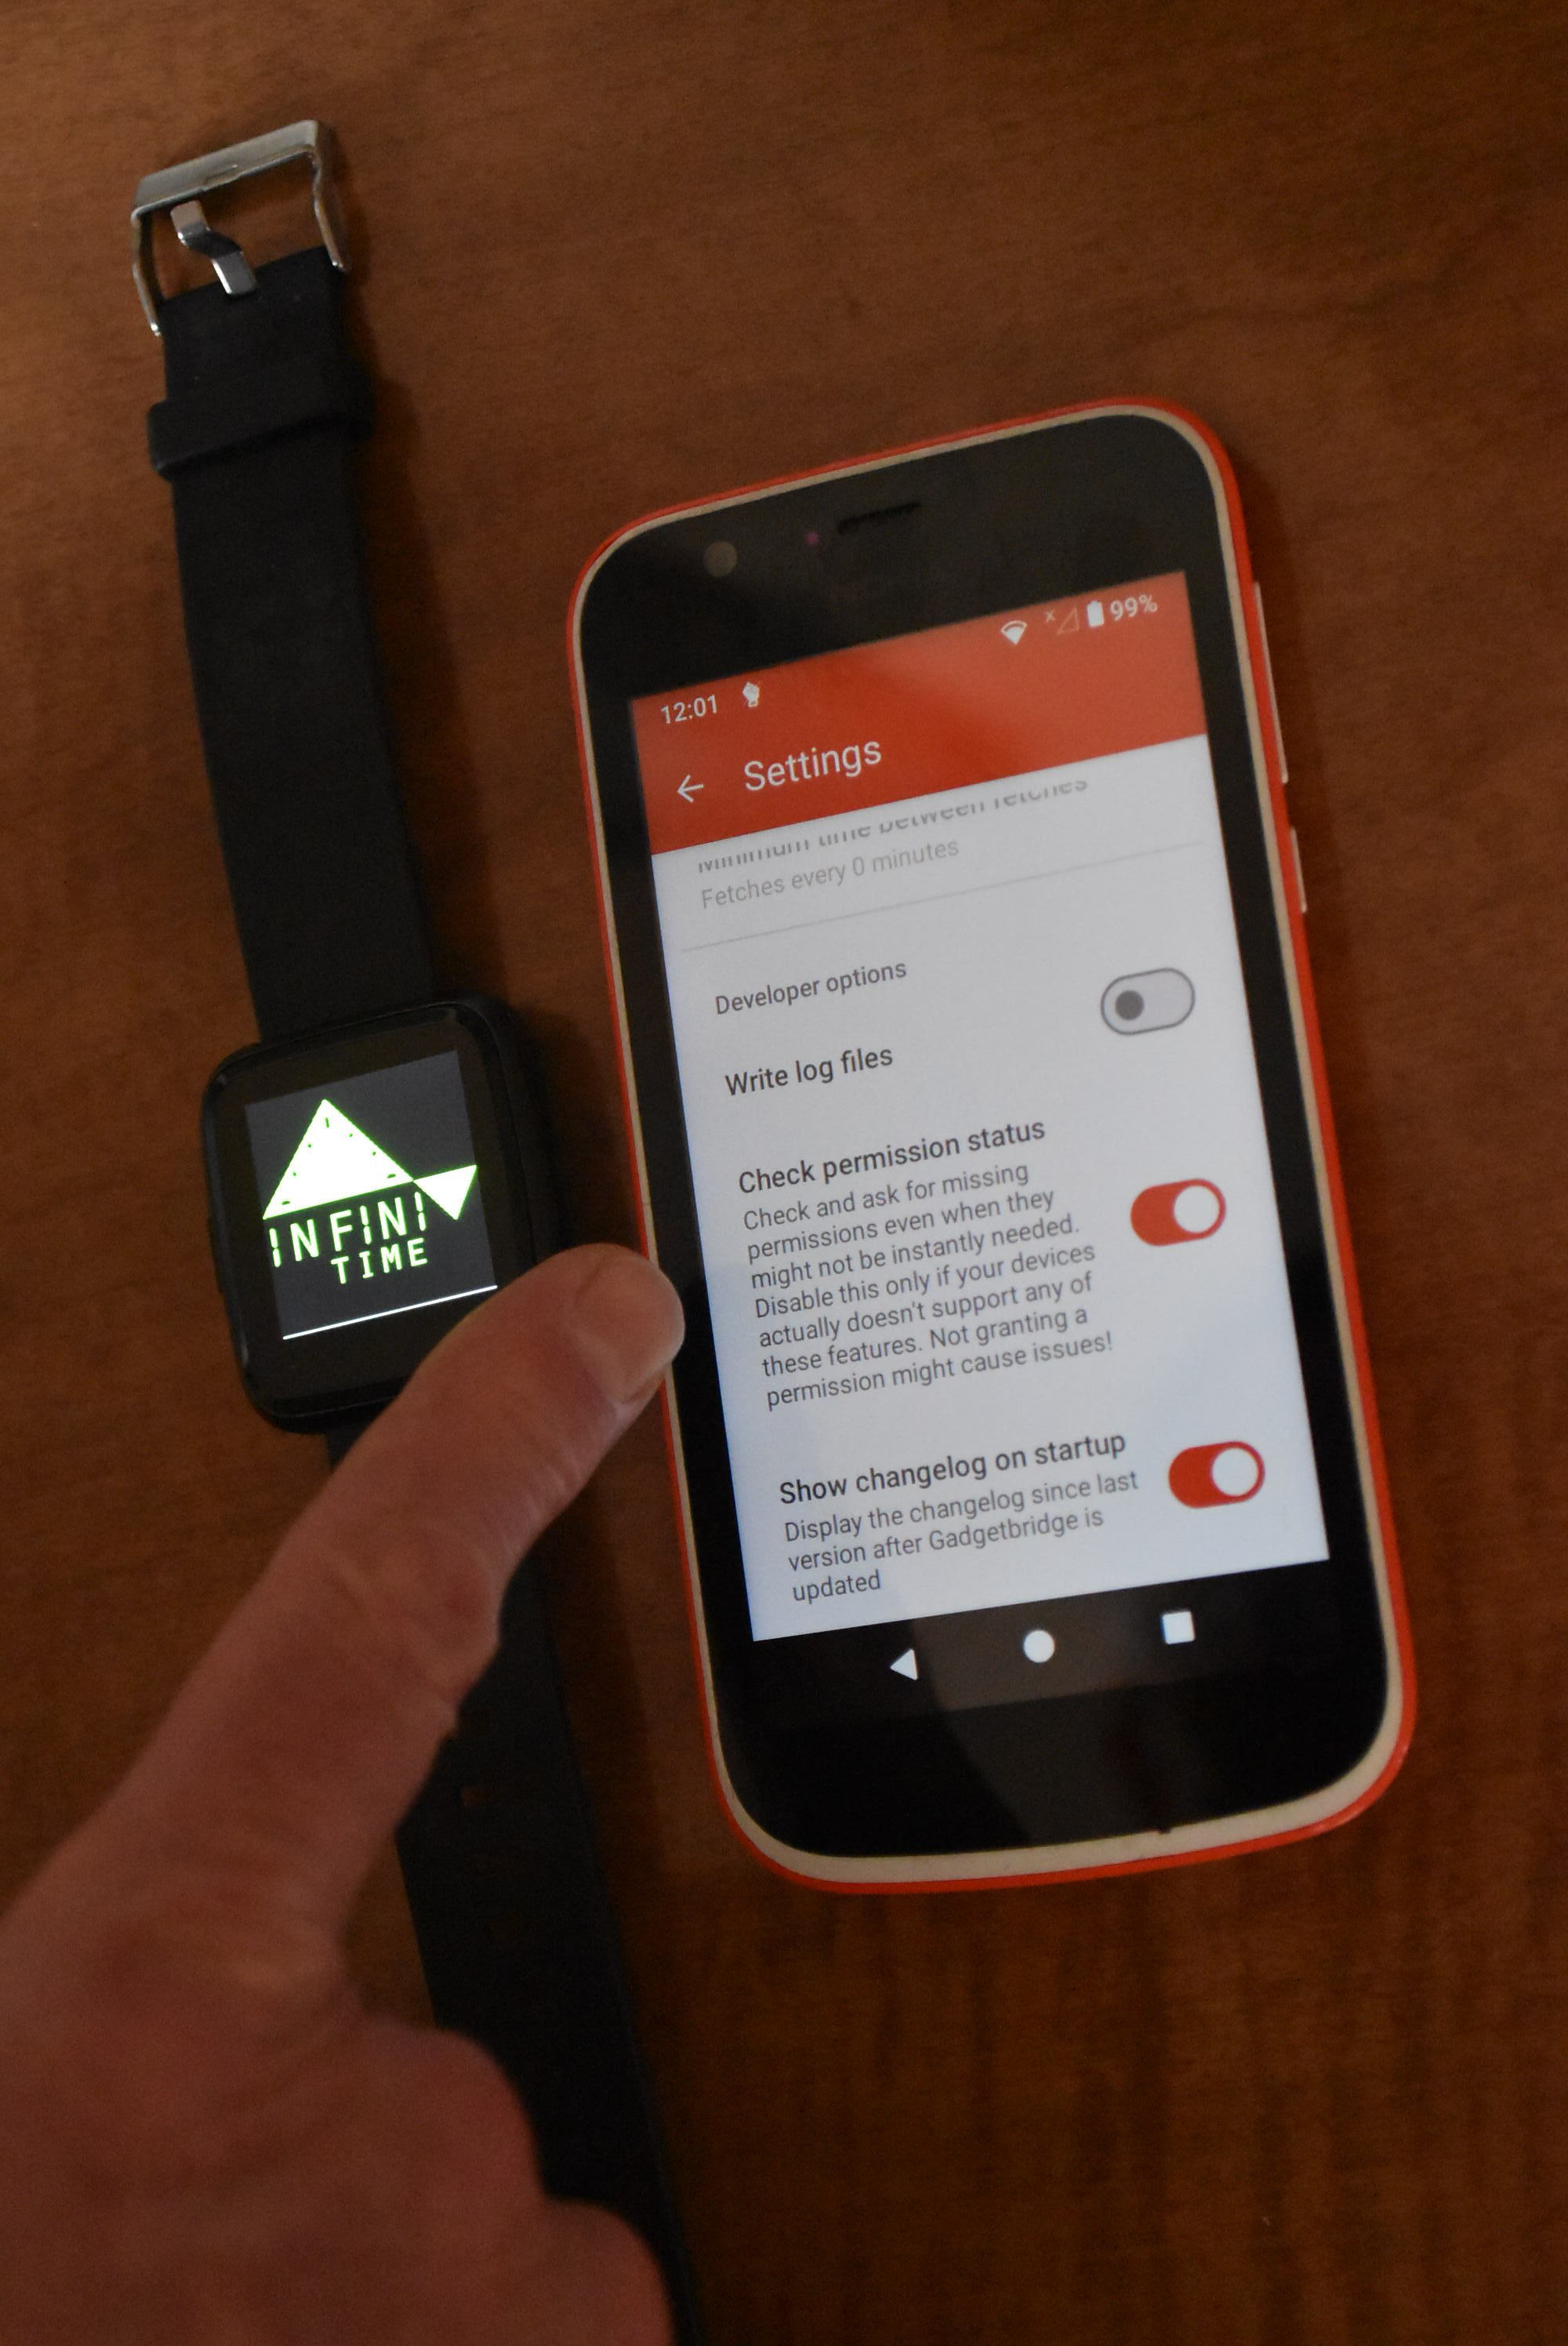 INFINI
TIME
12:01
99%
Settings
Minimum time between fetches
Fetches every 0 minutes
Developer options
Write log files
Check permission status
Check and ask for missing
permissions even when they
might not be instantly needed.
Disable this only if your devices
actually doesn't support any of
these features. Not granting a
permission might cause issues!
Show changelog on startup
Display the changelog since last
version after Gadgetbridge is
updated